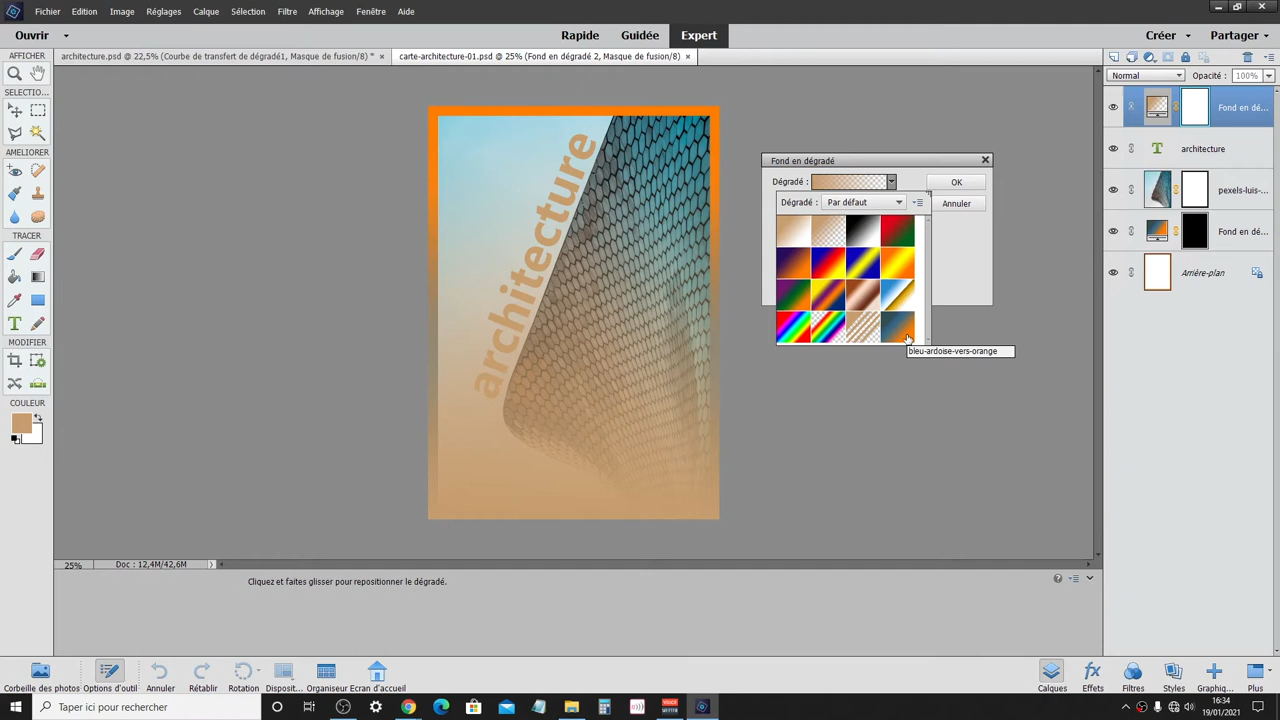 Fichier Edition Image Réglages Calque Sélection Filtre Affichage Fenêtre Aide
Ouvrir Rapide Guidée Expert Créer Partager
AFFICHER
architecture.psd @ 22,5% (Courbe de transfert de dégradé1, Masque de fusion/8) * ×
carte-architecture-01.psd @ 25% (Fond en dégradé 2, Masque de fusion/8) ×
Normal Opacité : 100%
SELECTIO...
Fond en dé...
architecture
AMELIORER
architecture
pexels-luis-...
Fond en dé...
Arrière-plan
Fond en dégradé
Dégradé : OK
Dégradé : Par défaut Annuler
bleu-ardoise-vers-orange
TRACER
T
MODIFIER
COULEUR
25% Doc : 12,4M/42,6M
Cliquez et faites glisser pour repositionner le dégradé.
Corbeille des photos Options d'outil Annuler Rétablir Rotation Disposit... Organiseur Ecran d'accueil Calques Effets Filtres Styles Graphiq... Plus
Taper ici pour rechercher
16:34
19/01/2021